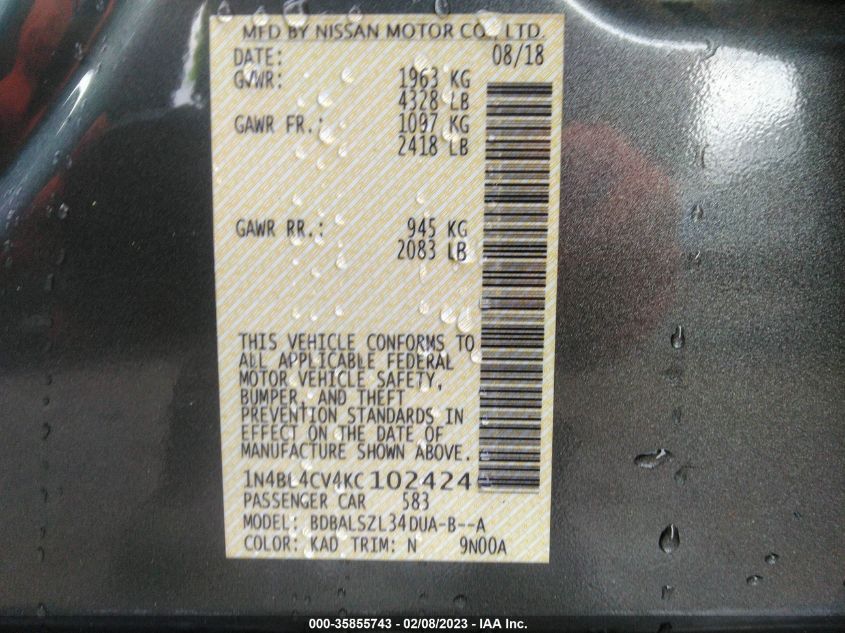 MFD BY NISSAN MOTOR CO., LTD.
DATE: 08/18
GVWR: 1963 KG
4328 LB
GAWR FR.: 1097 KG
2418 LB
GAWR RR.: 945 KG
2083 LB
THIS VEHICLE CONFORMS TO
ALL APPLICABLE FEDERAL
MOTOR VEHICLE SAFETY,
BUMPER, AND THEFT
PREVENTION STANDARDS IN
EFFECT ON THE DATE OF
MANUFACTURE SHOWN ABOVE.
1N4BL4CV4KC102424
PASSENGER CAR 583
MODEL: BDBALSZL34DUA-B--A
COLOR: KAD TRIM: N 9N00A
000-35855743 - 02/08/2023 - IAA Inc.